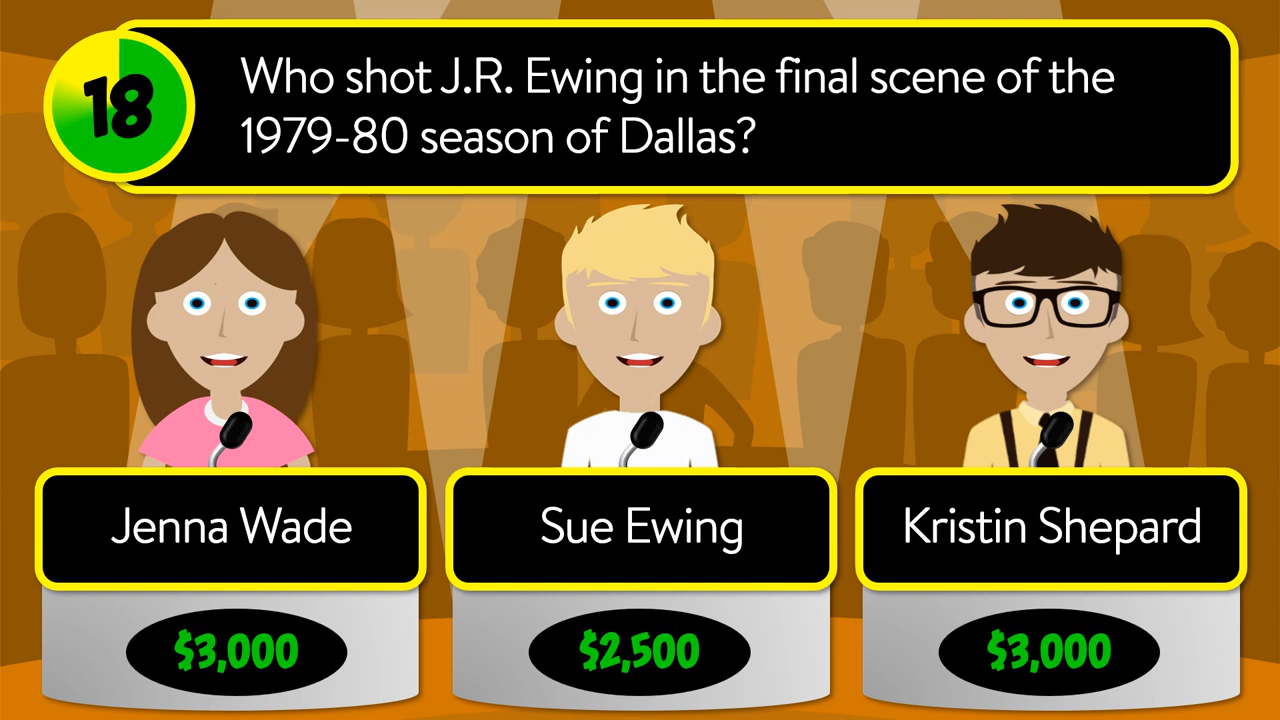 18
Who shot J.R. Ewing in the final scene of the
1979-80 season of Dallas?
Jenna Wade
Sue Ewing
Kristin Shepard
$3,000
$2,500
$3,000